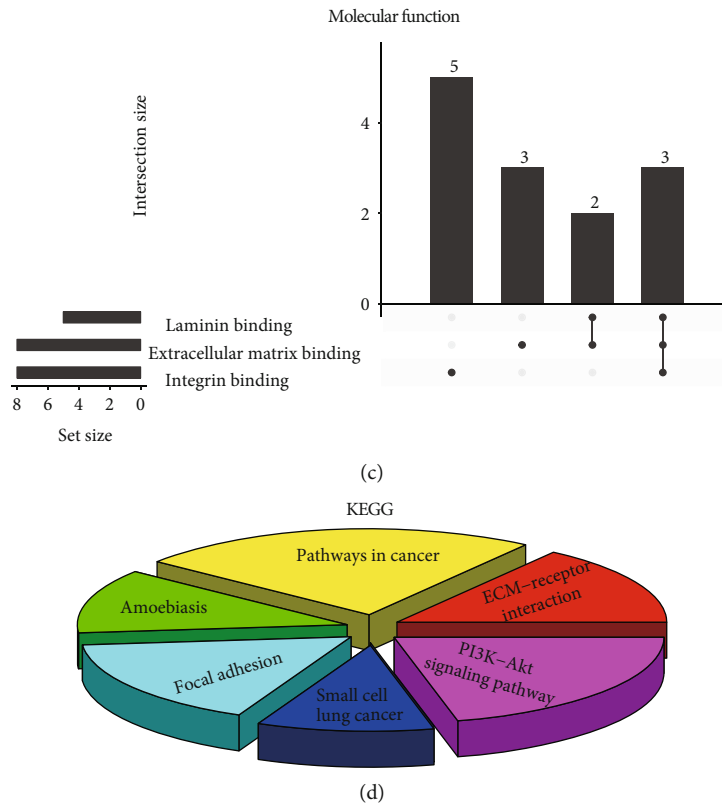 Molecular function
Intersection size
5
3
2
3
4
2
0
Laminin binding
Extracellular matrix binding
Integrin binding
8 6 4 2 0
Set size
(c)
KEGG
Pathways in cancer
ECM–receptor
interaction
Amoebiasis
PI3K–Akt
signaling pathway
Focal adhesion
Small cell
lung cancer
(d)